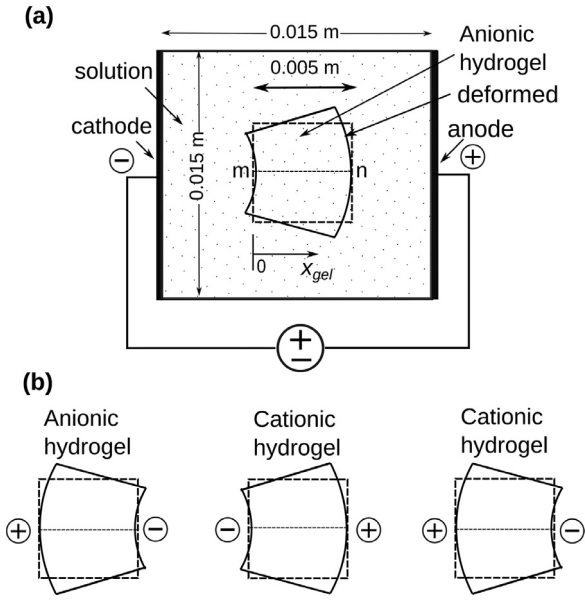 (a)
0.015 m
Anionic
hydrogel
0.005 m
solution
deformed
cathode
anode
−
+
0.015 m
m
n
0
x_gel
+
−
(b)
Anionic
hydrogel
Cationic
hydrogel
Cationic
hydrogel
+
−
−
+
+
−